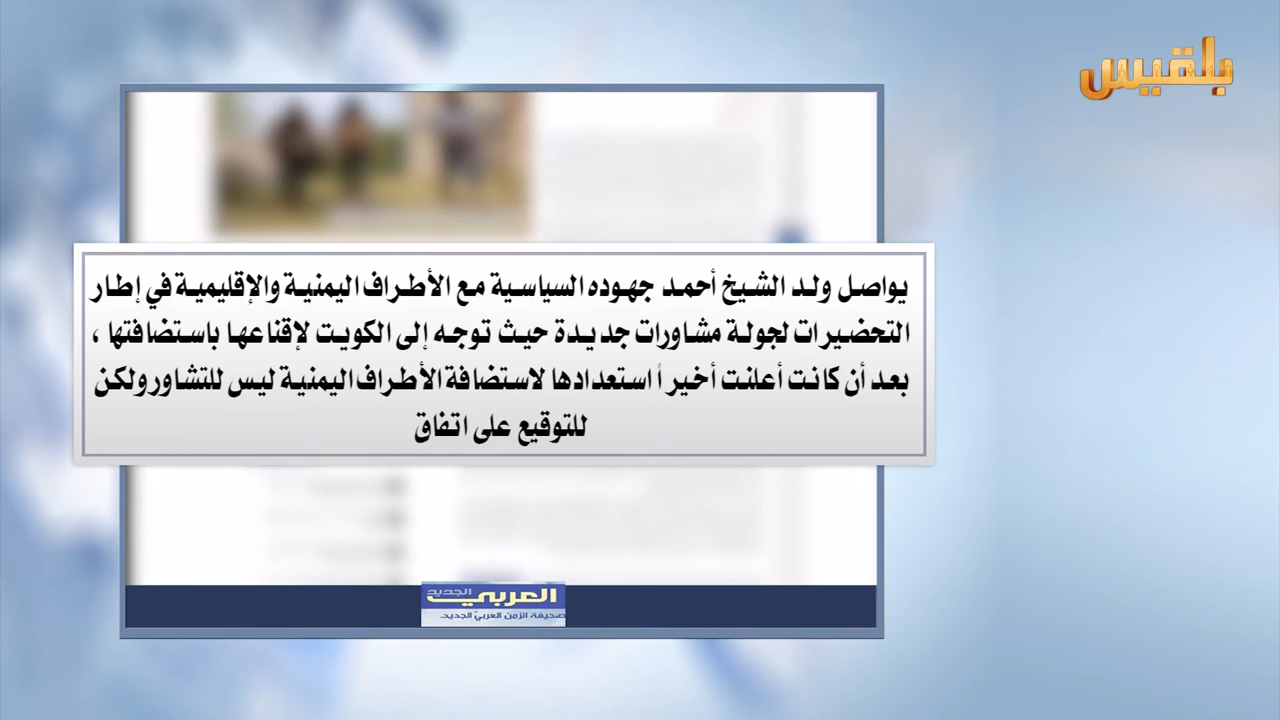 بلقيس
يواصل ولد الشيخ أحمد جهوده السياسية مع الأطراف اليمنية والإقليمية في إطار
التحضيرات لجولة مشاورات جديدة حيث توجه إلى الكويت لإقناعها باستضافتها ،
بعد أن كانت أعلنت أخيراً استعدادها لاستضافة الأطراف اليمنية ليس للتشاور ولكن
للتوقيع على اتفاق
العربي الجديد
صحيفة الزمن العربيّ الجديد.